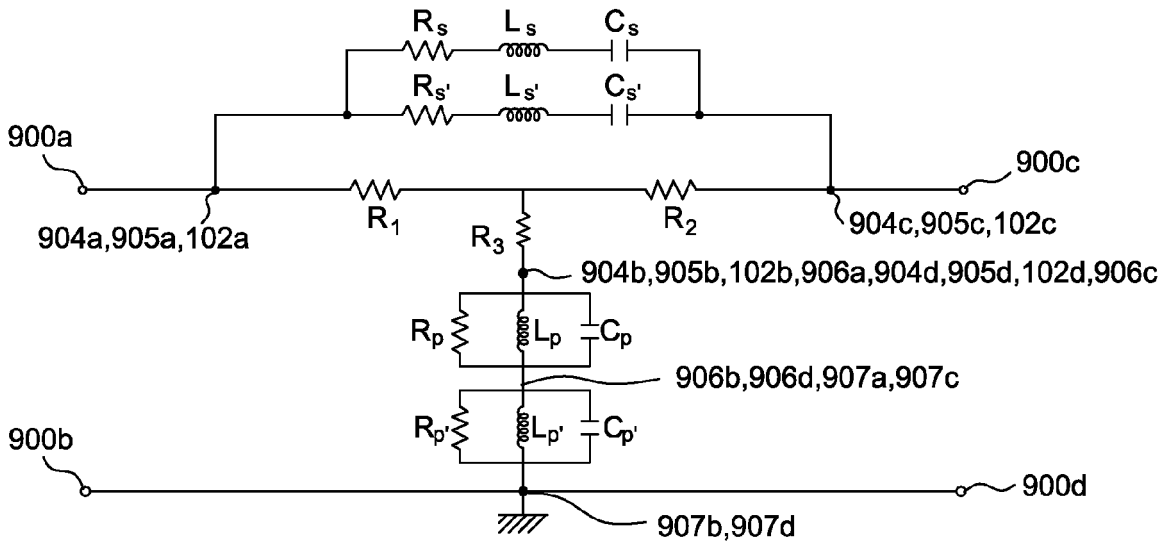 Rs Ls Cs
Rs' Ls' Cs'
900a
900c
R1 R2
904a,905a,102a
904c,905c,102c
R3
904b,905b,102b,906a,904d,905d,102d,906c
Rp Lp Cp
906b,906d,907a,907c
Rp' Lp' Cp'
900b
900d
907b,907d